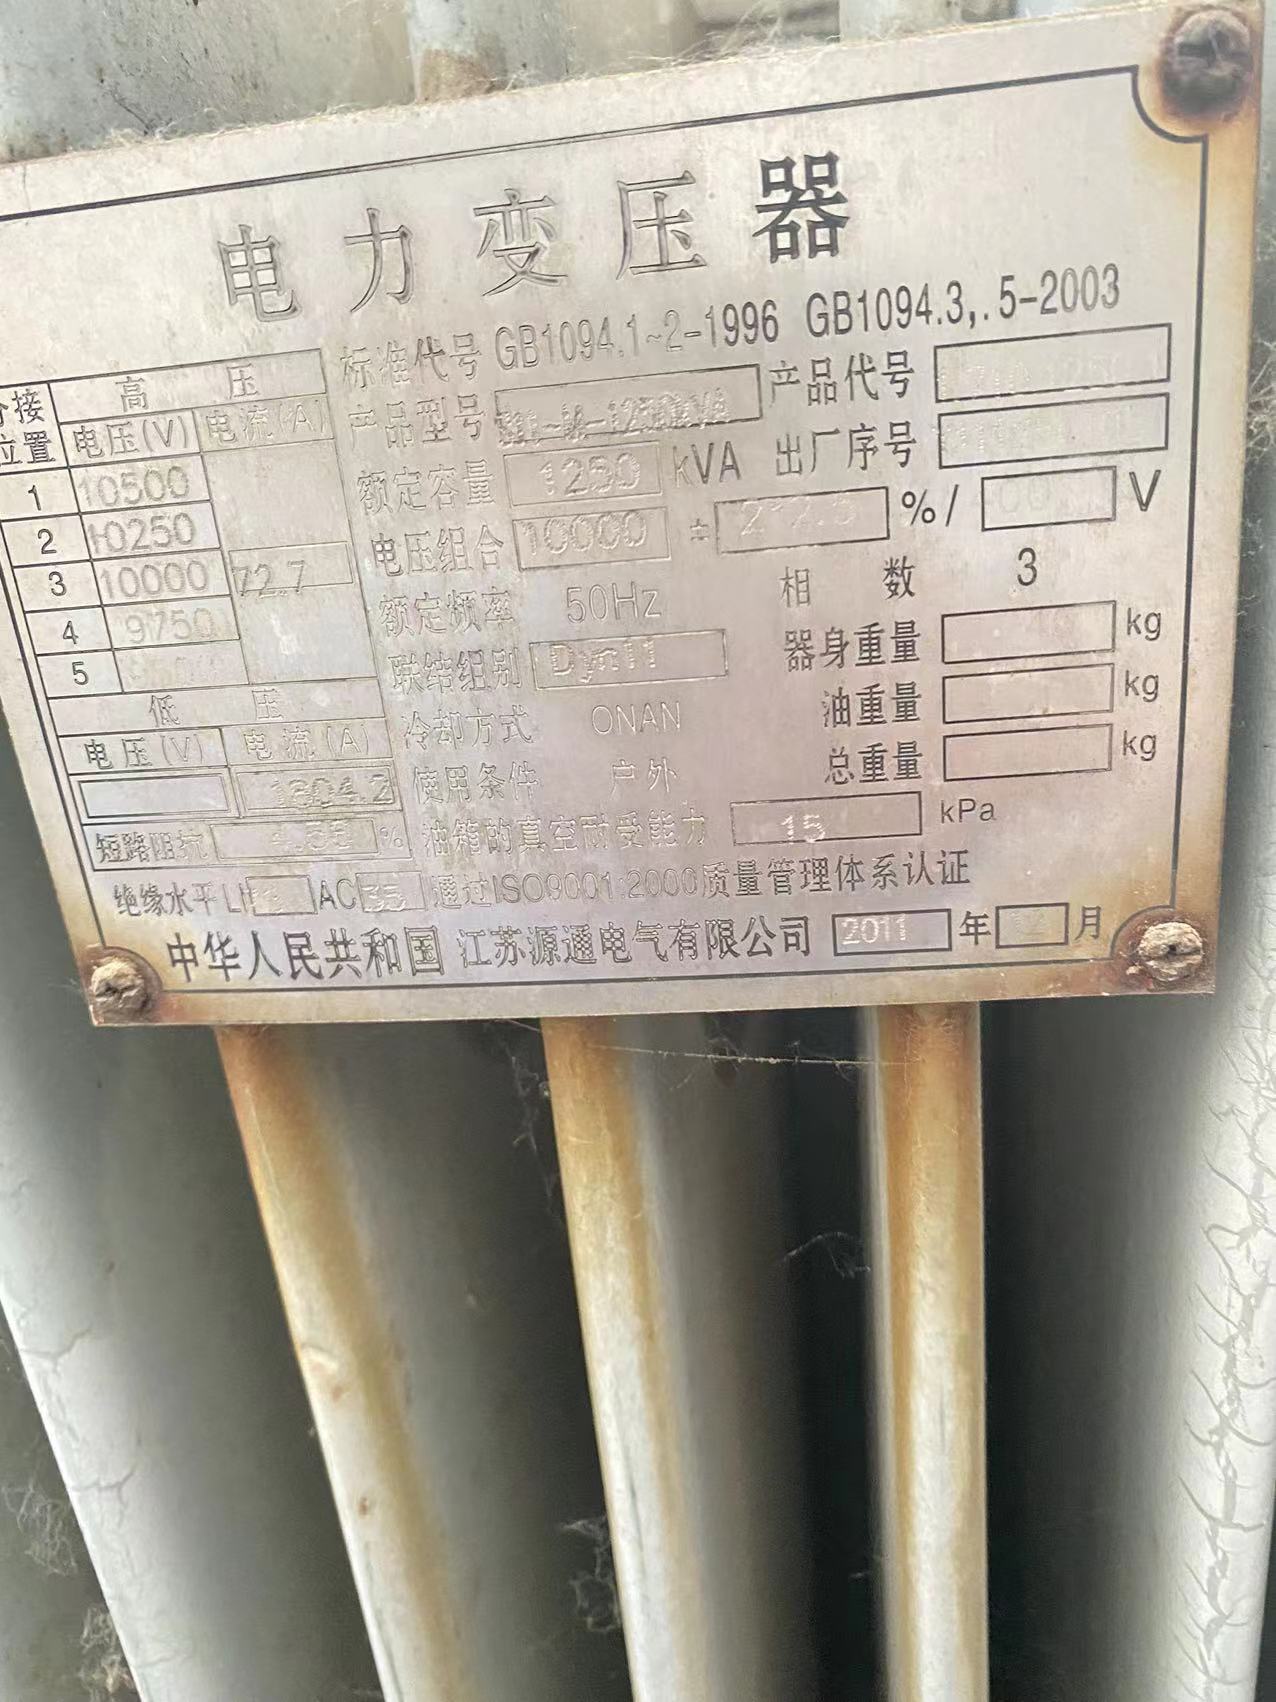 电力变压器
标准代号 GB1094.1~2-1996 GB1094.3,.5-2003
产品型号 产品代号
额定容量 1250 kVA 出厂序号
电压组合 10000 ± %/ V
额定频率 50Hz 相数 3
联结组别 Dyn11 器身重量 kg
冷却方式 ONAN 油重量 kg
使用条件 户外 总重量 kg
油箱的真空耐受能力 15 kPa
分接位置 高压
电压(V) 电流(A)
1 10500
2 10250
3 10000 72.7
4 9750
5
低压
电压(V) 电流(A)
1804.2
短路阻抗 %
绝缘水平 LI AC 35 通过ISO9001:2000质量管理体系认证
中华人民共和国 江苏源通电气有限公司 2011 年 12 月